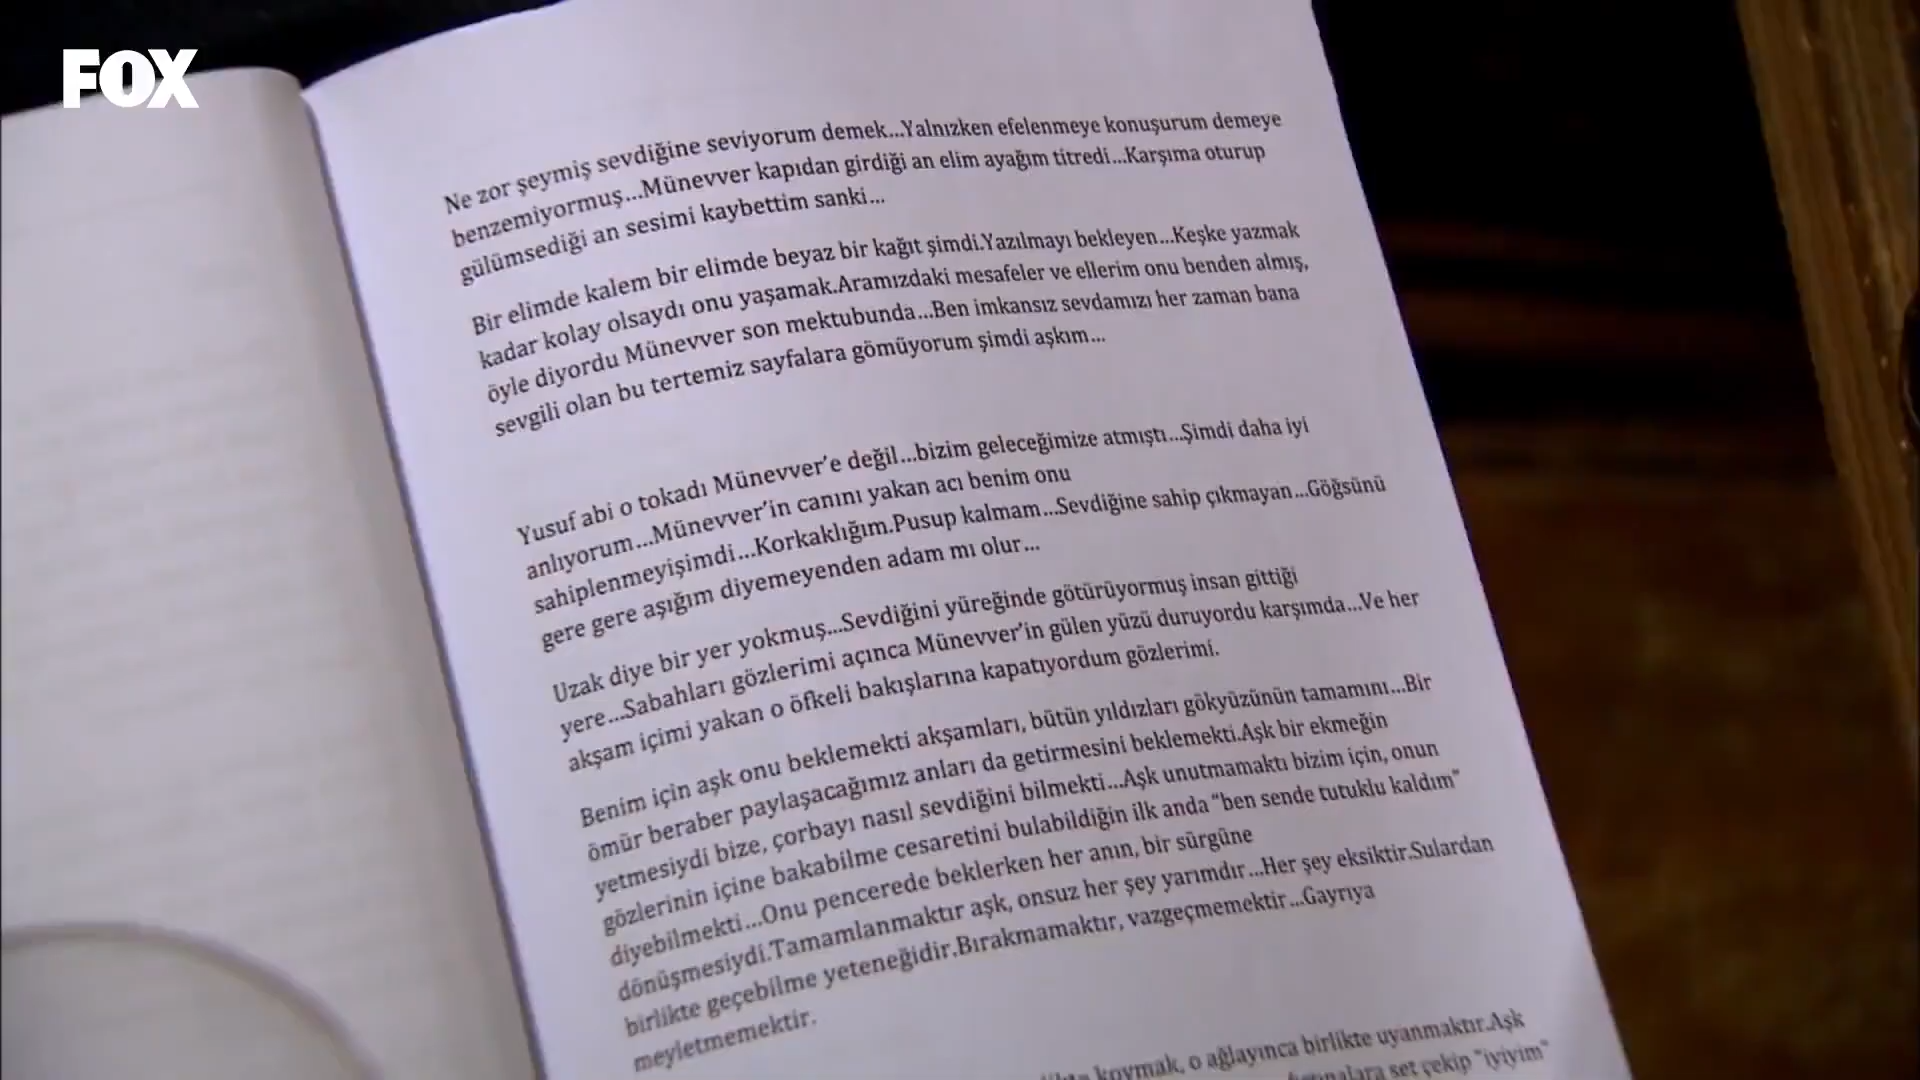 FOX
Ne zor şeymiş sevdiğine seviyorum demek...Yalnızken efelenmeye konuşurum demeye
benzemiyormuş...Münevver kapıdan girdiği an elim ayağım titredi...Karşıma oturup
gülümsediği an sesimi kaybettim sanki...
Bir elimde kalem bir elimde beyaz bir kağıt şimdi.Yazılmayı bekleyen...Keşke yazmak
kadar kolay olsaydı onu yaşamak.Aramızdaki mesafeler ve ellerim onu benden almış,
öyle diyordu Münevver son mektubunda...Ben imkansız sevdamızı her zaman bana
sevgili olan bu tertemiz sayfalara gömüyorum şimdi aşkım...
Yusuf abi o tokadı Münevver'e değil...bizim geleceğimize atmıştı...Şimdi daha iyi
anlıyorum...Münevver'in canını yakan acı benim onu
sahiplenmeyişimdi...Korkaklığım.Pusup kalmam...Sevdiğine sahip çıkmayan...Göğsünü
gere gere aşığım diyemeyenden adam mı olur...
Uzak diye bir yer yokmuş...Sevdiğini yüreğinde götürüyormuş insan gittiği
yere...Sabahları gözlerimi açınca Münevver'in gülen yüzü duruyordu karşımda...Ve her
akşam içimi yakan o öfkeli bakışlarına kapatıyordum gözlerimi.
Benim için aşk onu beklemekti akşamları, bütün yıldızları gökyüzünün tamamını...Bir
ömür beraber paylaşacağımız anları da getirmesini beklemekti.Aşk bir ekmeğin
yetmesiydi bize, çorbayı nasıl sevdiğini bilmekti...Aşk unutmamaktı bizim için, onun
gözlerinin içine bakabilme cesaretini bulabildiğin ilk anda "ben sende tutuklu kaldım"
diyebilmekti...Onu pencerede beklerken her anın, bir sürgüne
dönüşmesiydi.Tamamlanmaktır aşk, onsuz her şey yarımdır...Her şey eksiktir.Sulardan
birlikte geçebilme yeteneğidir.Bırakmamaktır, vazgeçmemektir...Gayrıya
meyletmemektir.
koymak, o ağlayınca birlikte uyanmaktır.Aşk
set çekip "iyiyim"